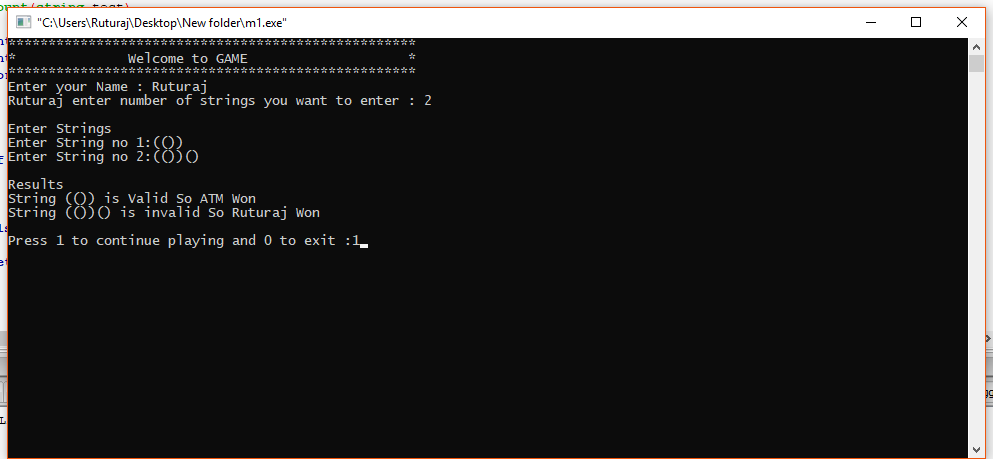 ount(string test)
"C:\Users\Ruturaj\Desktop\New folder\m1.exe"
***************************************************
* Welcome to GAME *
***************************************************
Enter your Name : Ruturaj
Ruturaj enter number of strings you want to enter : 2
Enter Strings
Enter String no 1:(())
Enter String no 2:(())()
Results
String (()) is Valid So ATM Won
String (())() is invalid So Ruturaj Won
Press 1 to continue playing and 0 to exit :1